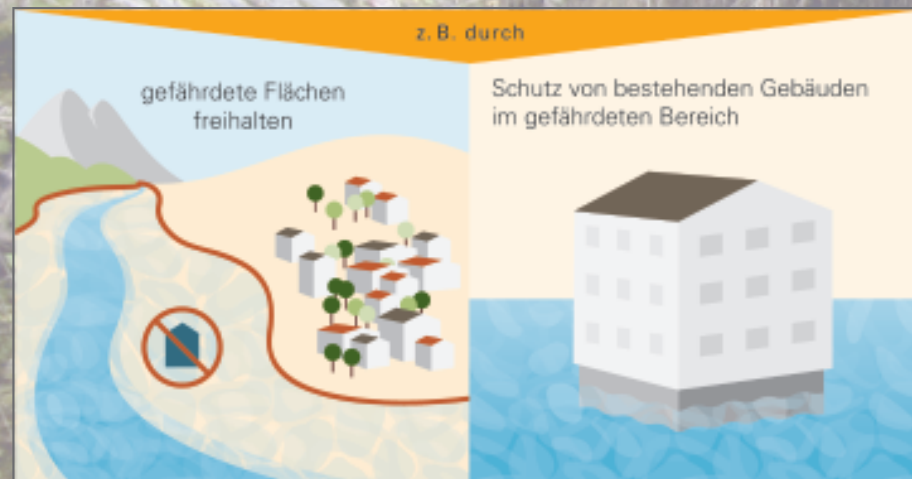 z. B. durch
gefährdete Flächen
freihalten
Schutz von bestehenden Gebäuden
im gefährdeten Bereich